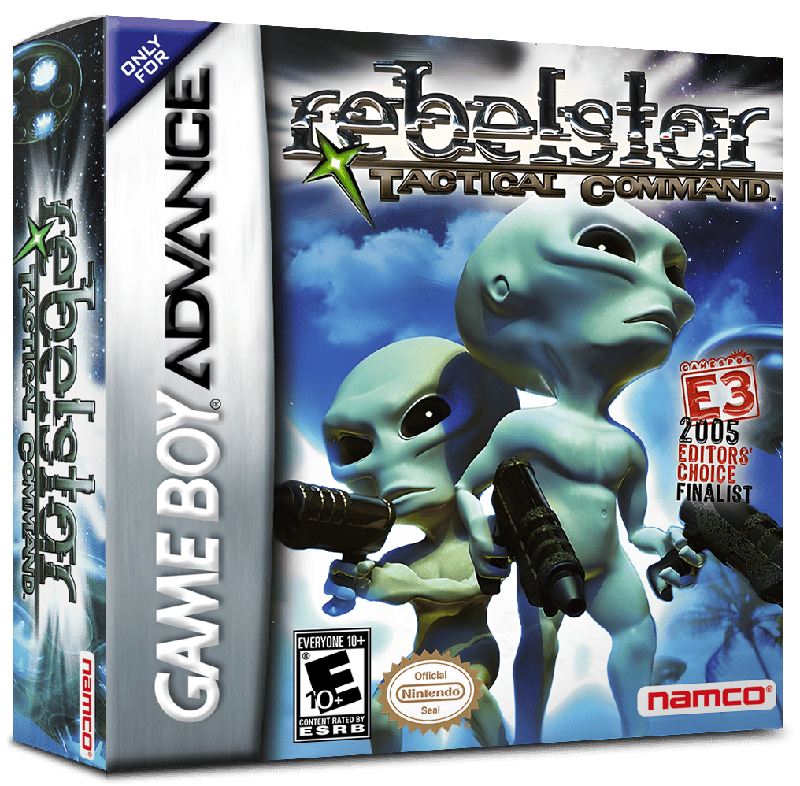 rebelstar
TACTICAL COMMAND
namco®
ONLY
FOR
GAME BOY® ADVANCE
rebelstar
TACTICAL COMMAND™
GAMESPOT
E3
2005
EDITORS'
CHOICE
FINALIST
EVERYONE 10+
E
10+
CONTENT RATED BY
ESRB
Official
Nintendo®
Seal
namco®